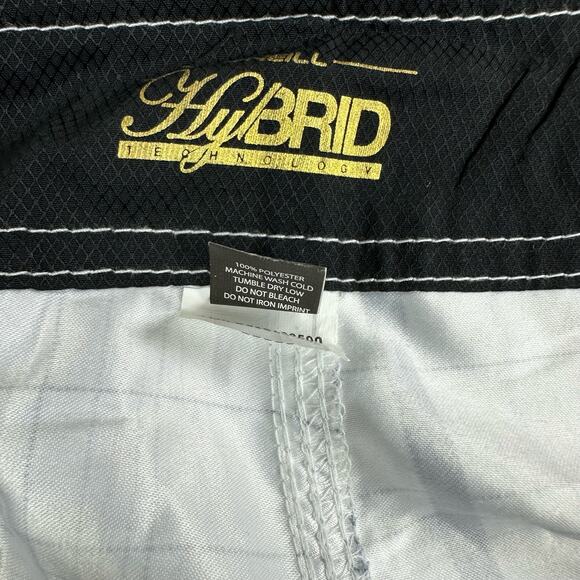 HyBRID
TECHNOLOGY
100% POLYESTER
MACHINE WASH COLD
TUMBLE DRY LOW
DO NOT BLEACH
DO NOT IRON IMPRINT